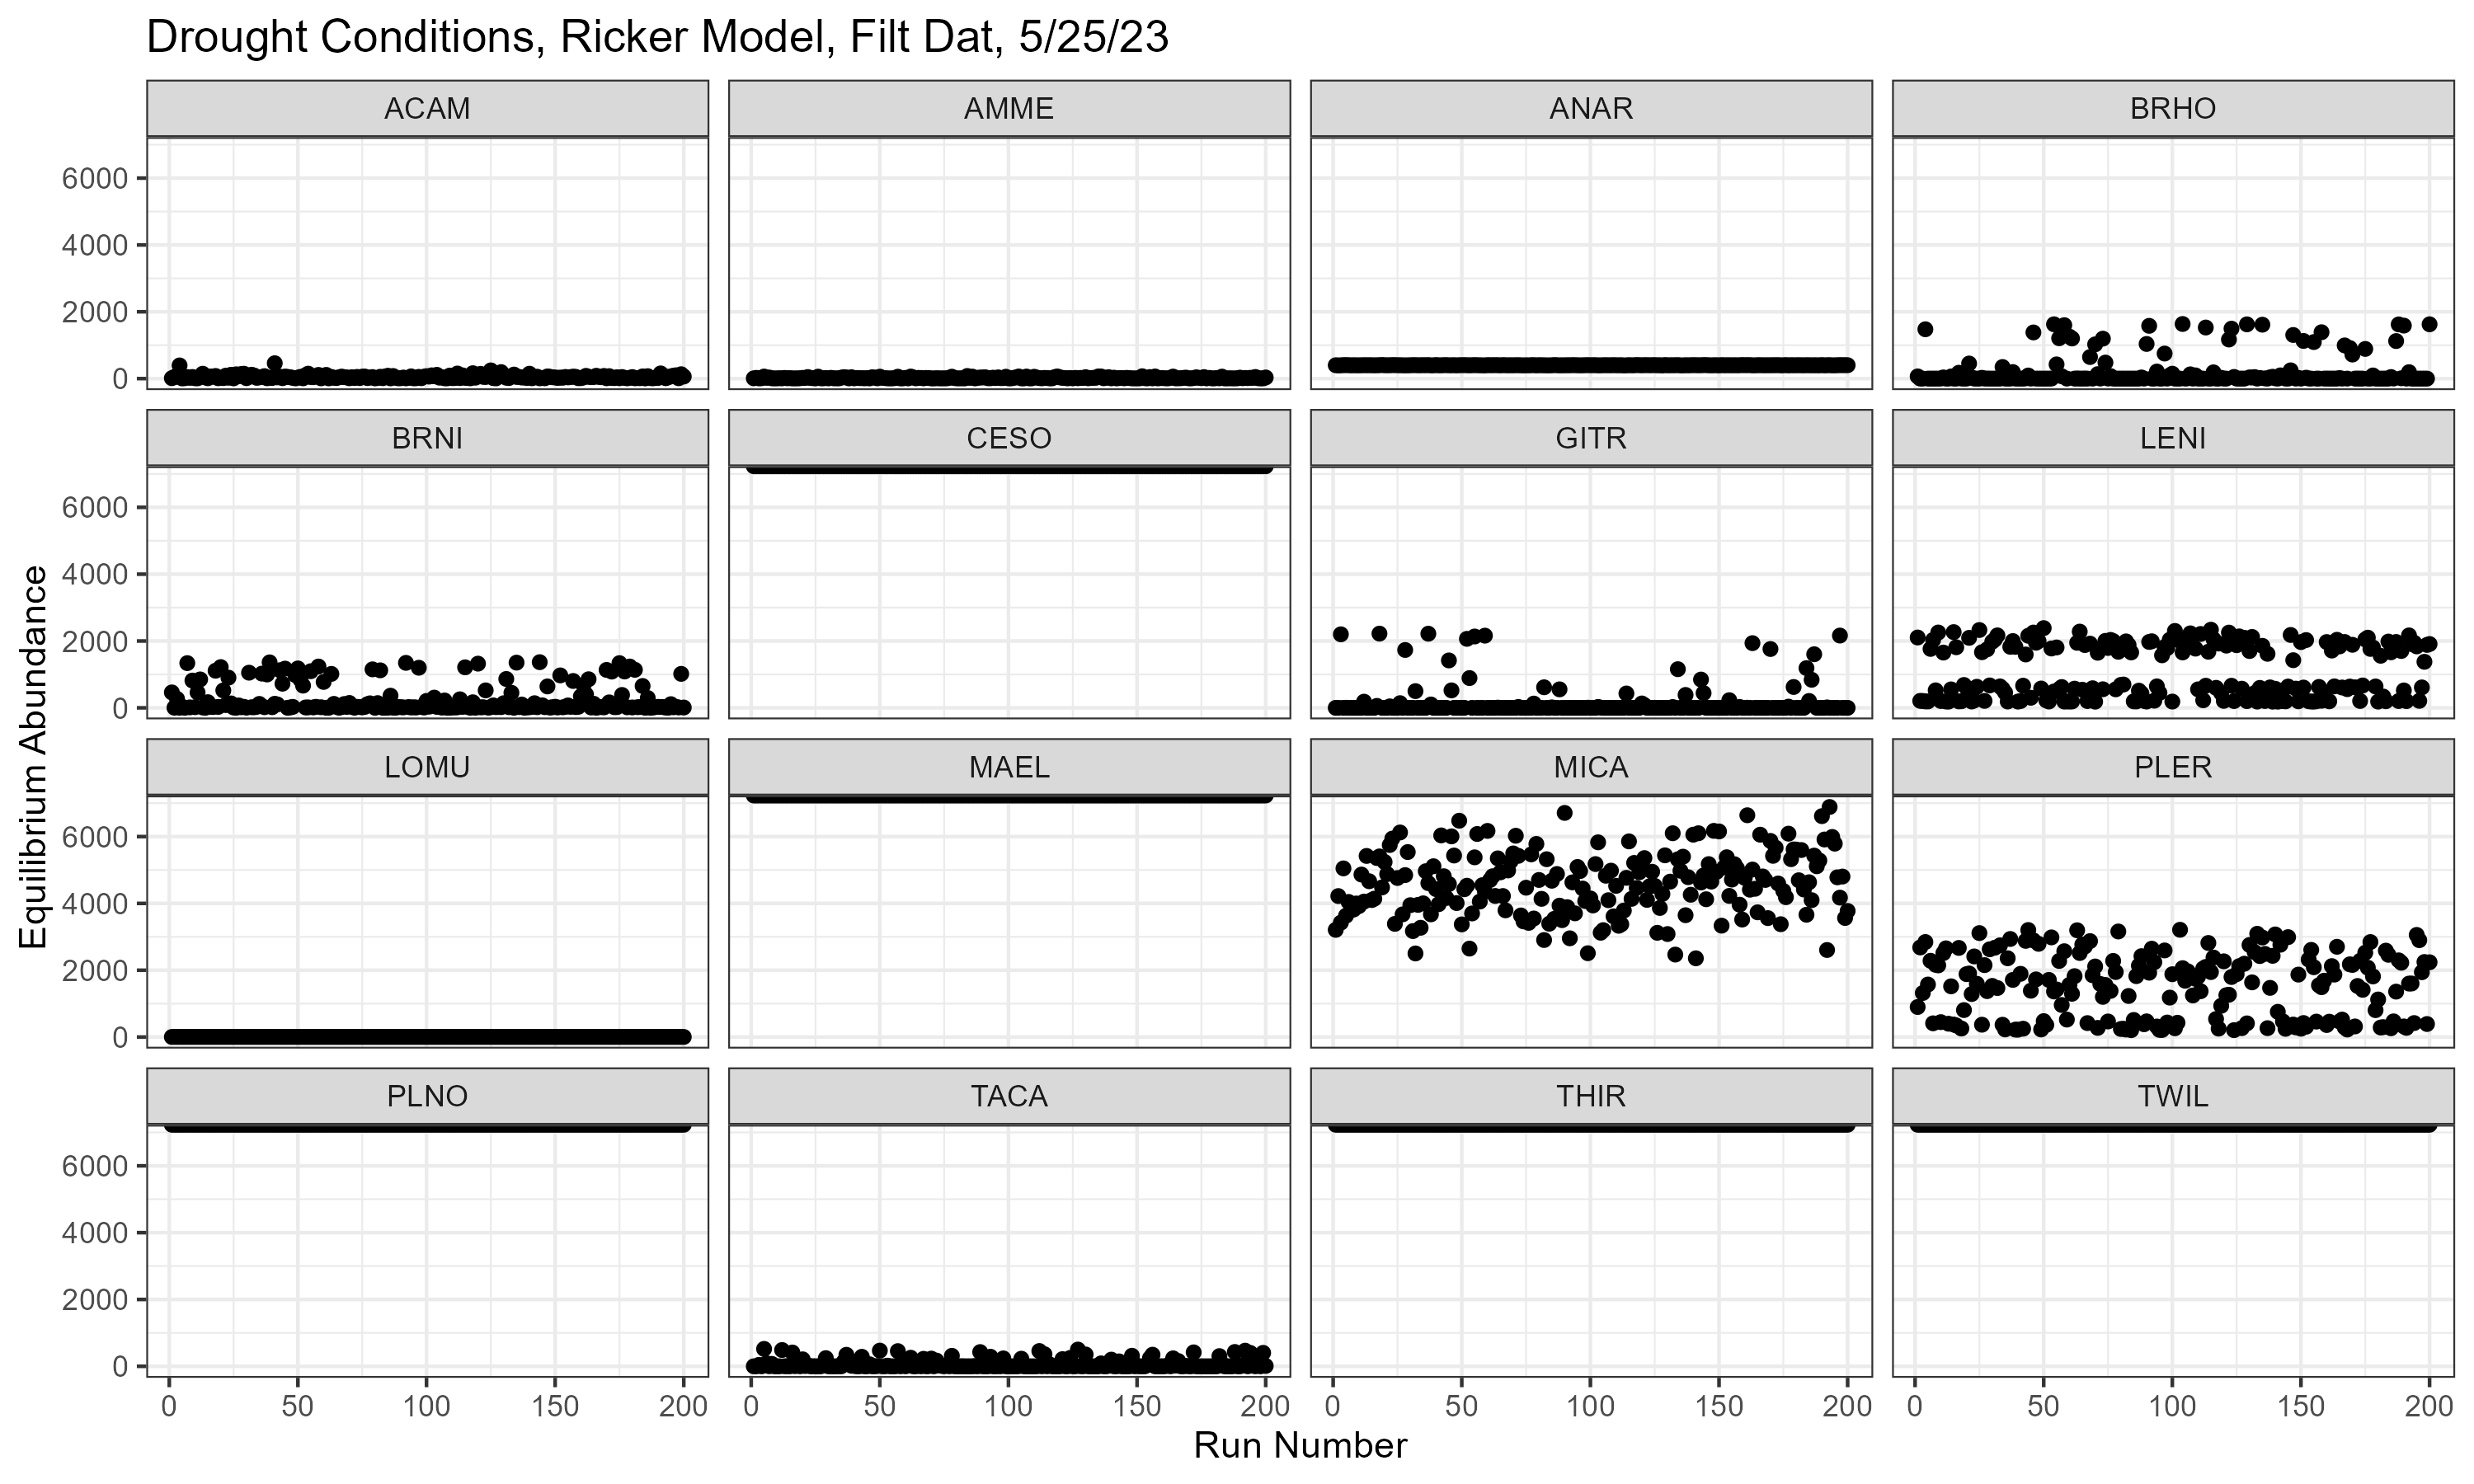 Drought Conditions, Ricker Model, Filt Dat, 5/25/23
ACAM AMME ANAR BRHO
6000
4000
2000
0
BRNI CESO GITR LENI
6000
4000
2000
0
LOMU MAEL MICA PLER
6000
4000
2000
0
PLNO TACA THIR TWIL
6000
4000
2000
0
0 50 100 150 200 0 50 100 150 200 0 50 100 150 200 0 50 100 150 200
Run Number
Equilibrium Abundance